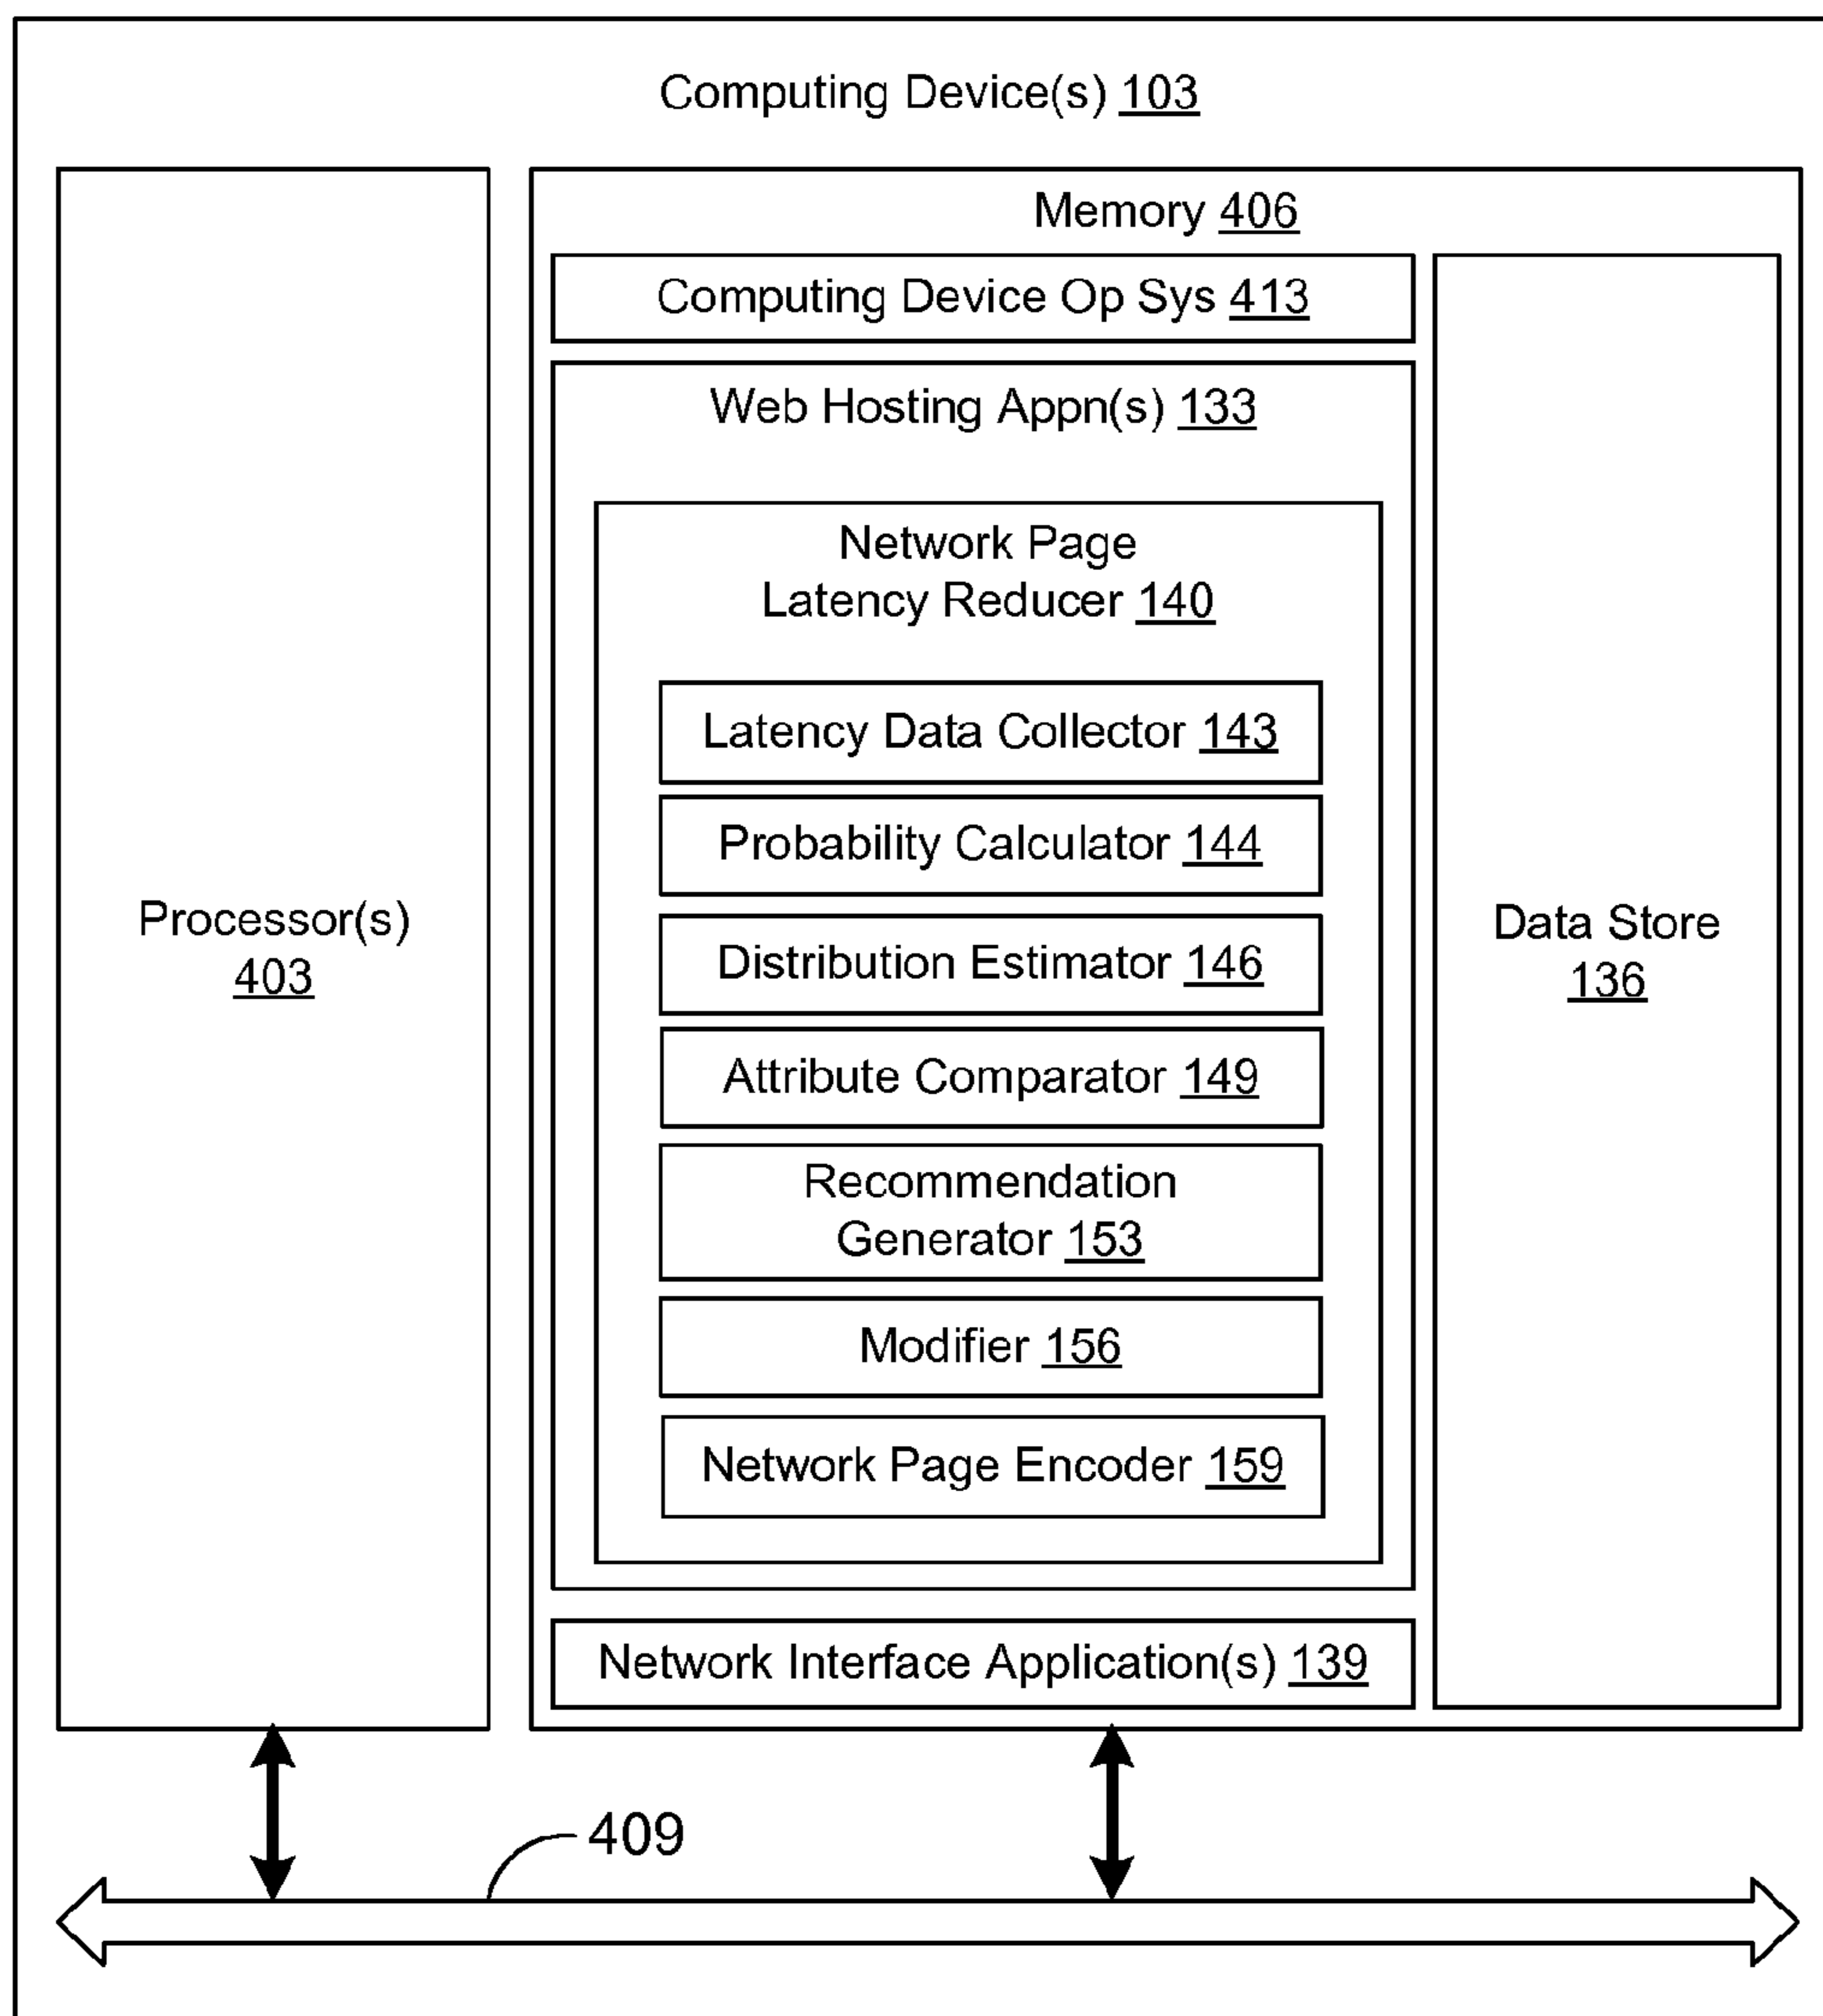 Computing Device(s) 103
Memory 406
Computing Device Op Sys 413
Web Hosting Appn(s) 133
Network Page
Latency Reducer 140
Latency Data Collector 143
Probability Calculator 144
Distribution Estimator 146
Attribute Comparator 149
Recommendation
Generator 153
Modifier 156
Network Page Encoder 159
Network Interface Application(s) 139
Processor(s)
403
Data Store
136
409